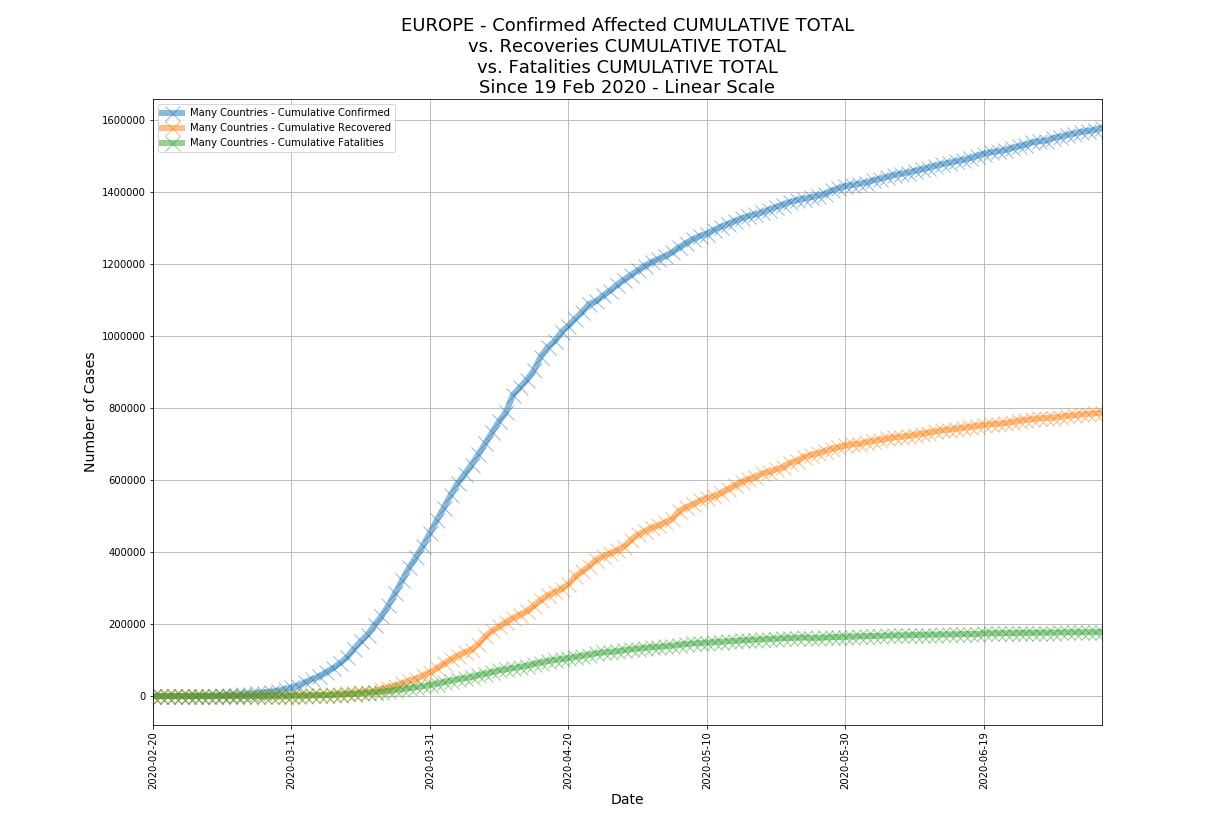 EUROPE - Confirmed Affected CUMULATIVE TOTAL
vs. Recoveries CUMULATIVE TOTAL
vs. Fatalities CUMULATIVE TOTAL
Since 19 Feb 2020 - Linear Scale
Many Countries - Cumulative Confirmed
Many Countries - Cumulative Recovered
Many Countries - Cumulative Fatalities
Number of Cases
1600000
1400000
1200000
1000000
800000
600000
400000
200000
0
2020-02-20
2020-03-11
2020-03-31
2020-04-20
2020-05-10
2020-05-30
2020-06-19
Date